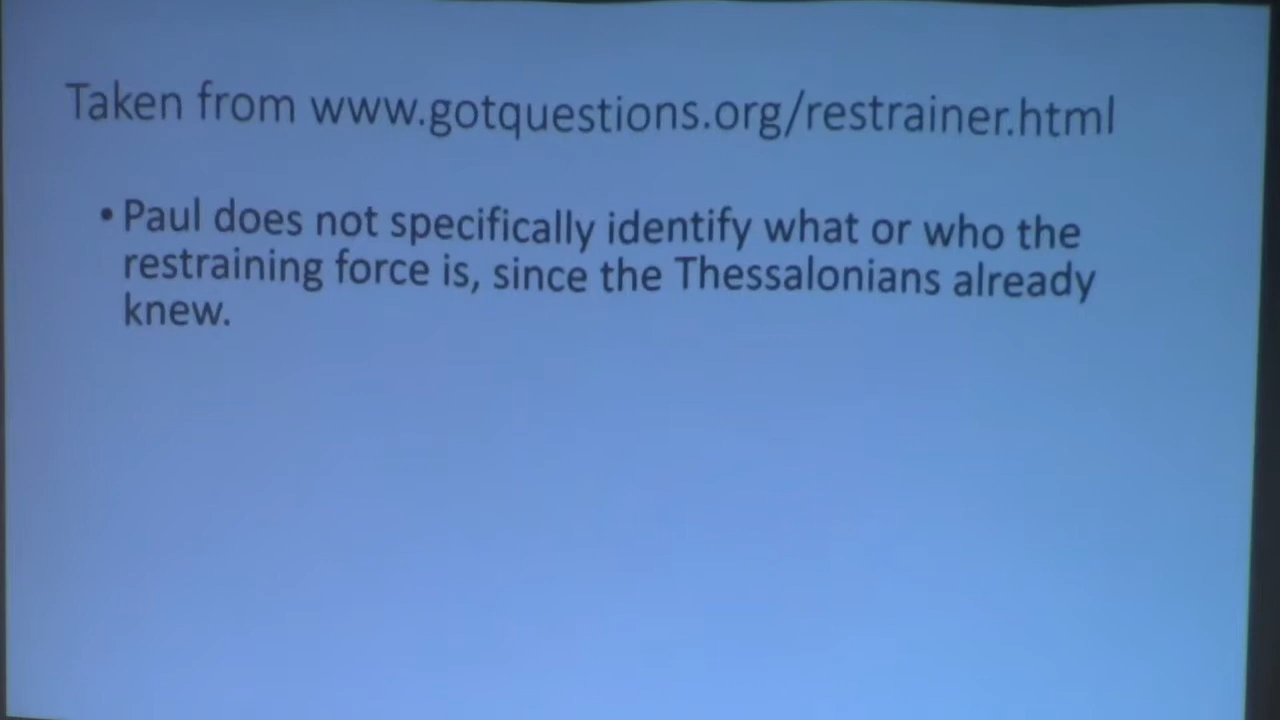 Taken from www.gotquestions.org/restrainer.html
• Paul does not specifically identify what or who the
restraining force is, since the Thessalonians already
knew.